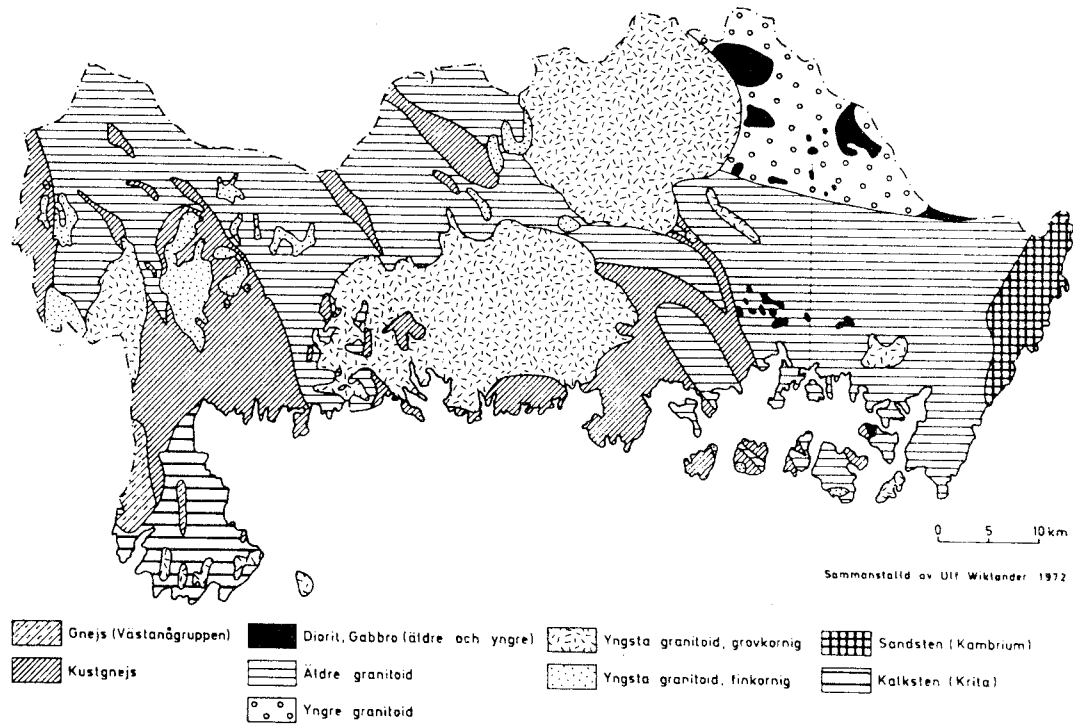 0 5 10 km
Sammanställd av Ulf Wiklander 1972
Gnejs (Västanågruppen)
Kustgnejs
Diorit, Gabbro (äldre och yngre)
Äldre granitoid
Yngre granitoid
Yngsta granitoid, grovkornig
Yngsta granitoid, finkornig
Sandsten (Kambrium)
Kalksten (Krita)